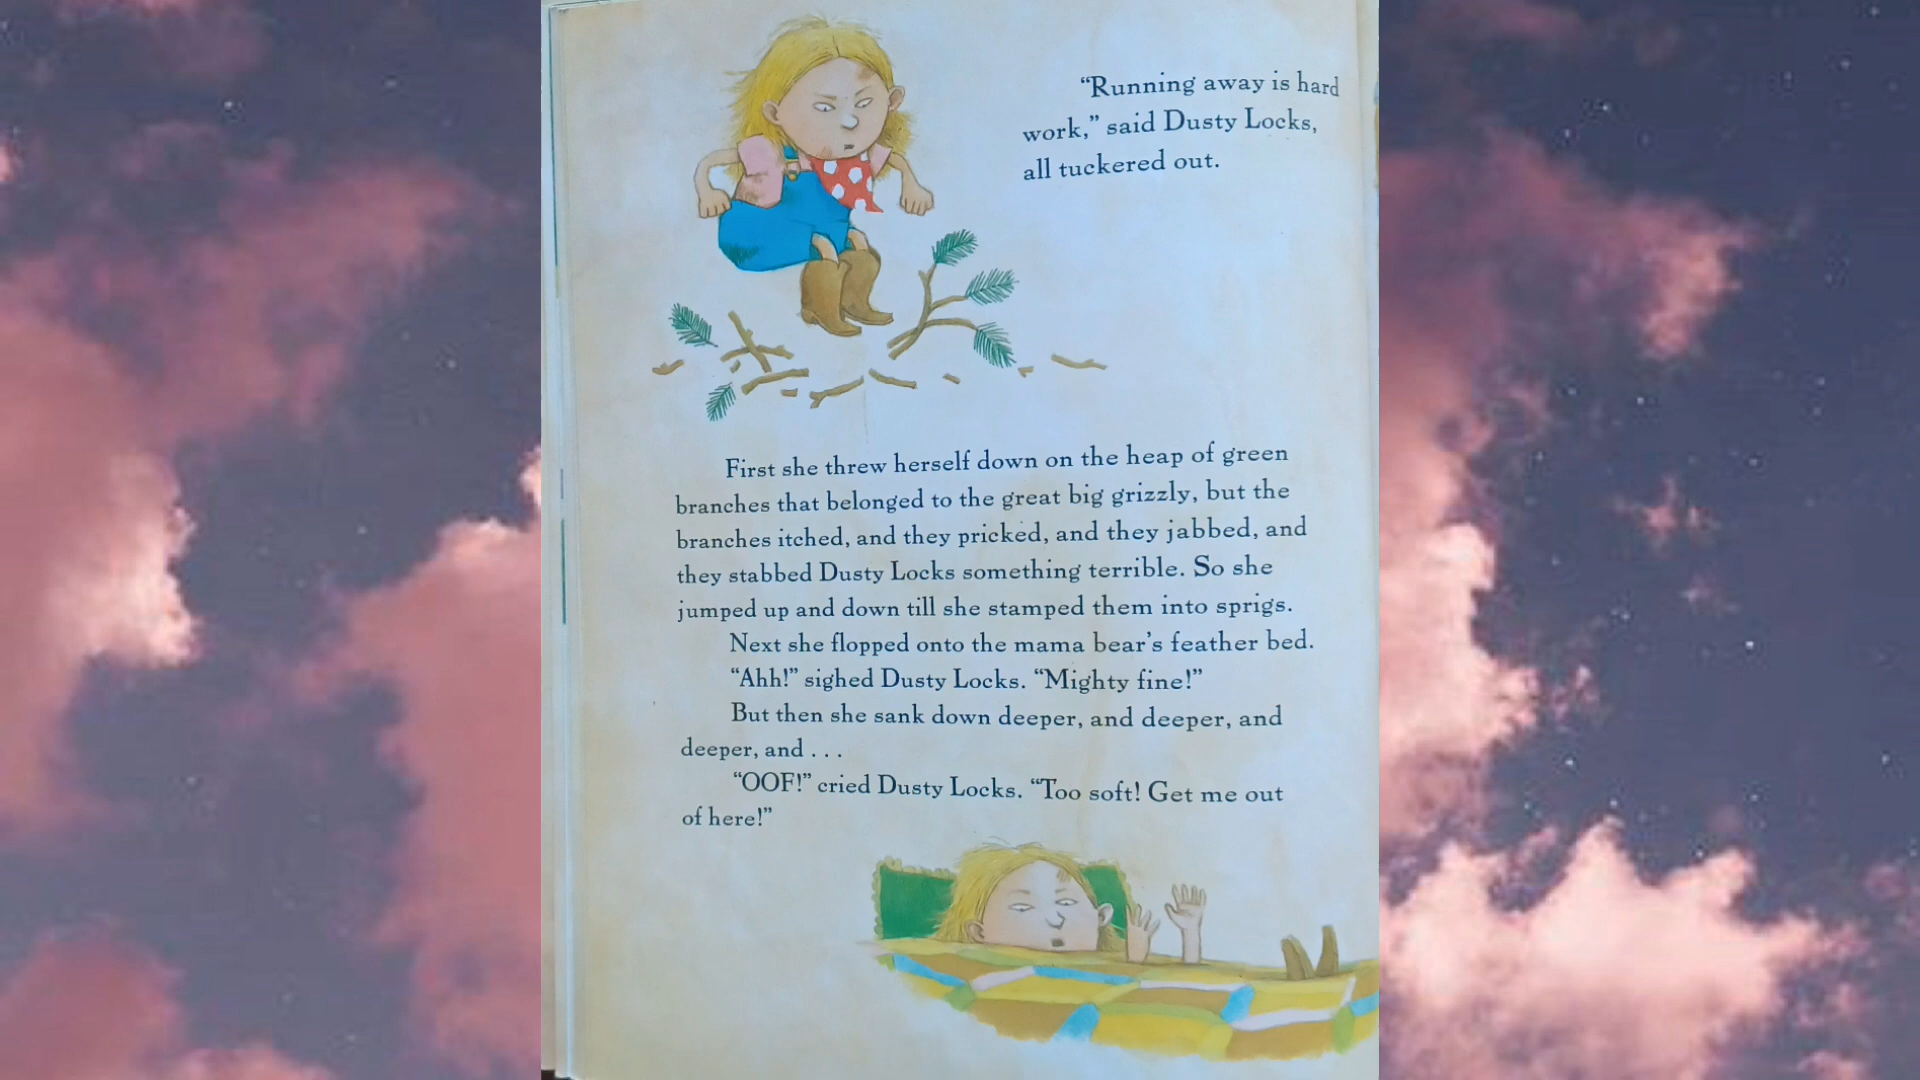 “Running away is hard
work,” said Dusty Locks,
all tuckered out.
First she threw herself down on the heap of green
branches that belonged to the great big grizzly, but the
branches itched, and they pricked, and they jabbed, and
they stabbed Dusty Locks something terrible. So she
jumped up and down till she stamped them into sprigs.
Next she flopped onto the mama bear’s feather bed.
“Ahh!” sighed Dusty Locks. “Mighty fine!”
But then she sank down deeper, and deeper, and
deeper, and . . .
“OOF!” cried Dusty Locks. “Too soft! Get me out
of here!”